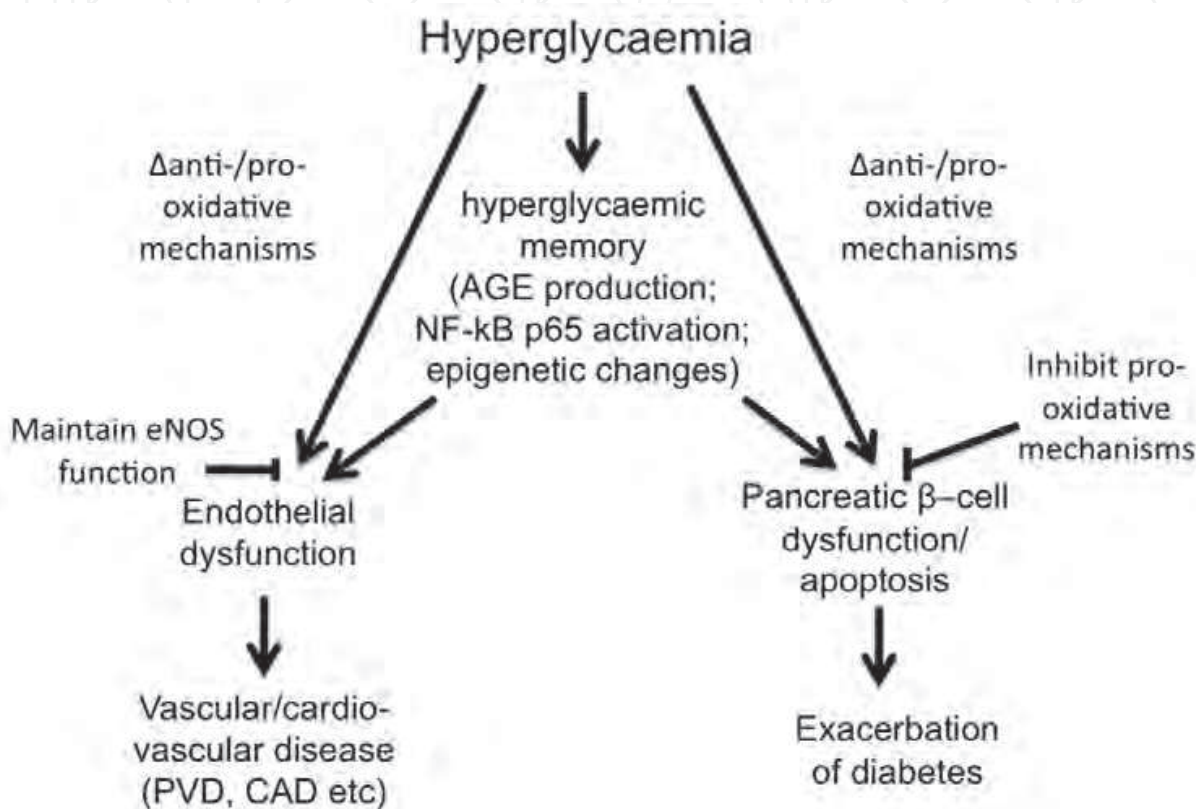 Hyperglycaemia
Δanti-/pro-
oxidative
mechanisms
hyperglycaemic
memory
(AGE production;
NF-kB p65 activation;
epigenetic changes)
Δanti-/pro-
oxidative
mechanisms
Maintain eNOS
function
Inhibit pro-
oxidative
mechanisms
Endothelial
dysfunction
Pancreatic β–cell
dysfunction/
apoptosis
Vascular/cardio-
vascular disease
(PVD, CAD etc)
Exacerbation
of diabetes